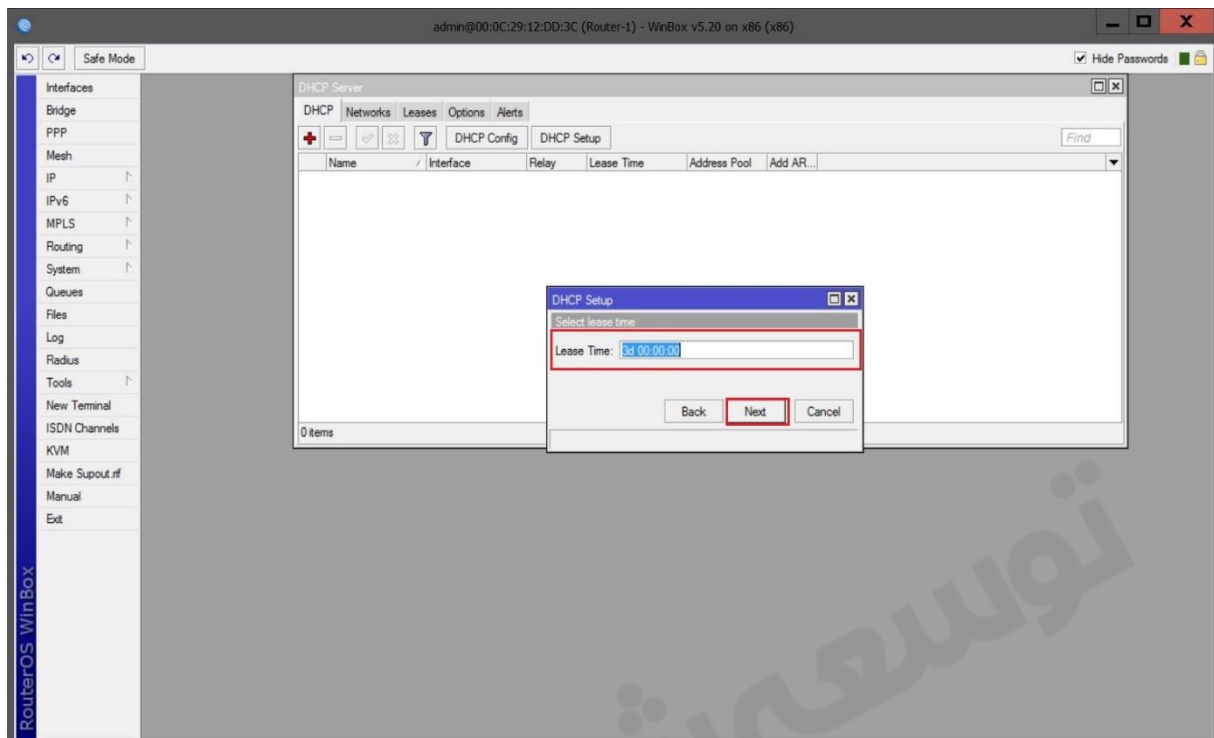 admin@00:0C:29:12:DD:3C (Router-1) - WinBox v5.20 on x86 (x86)
Safe Mode
Hide Passwords
Interfaces
Bridge
PPP
Mesh
IP
IPv6
MPLS
Routing
System
Queues
Files
Log
Radius
Tools
New Terminal
ISDN Channels
KVM
Make Supout.rif
Manual
Exit
RouterOS WinBox
DHCP Server
DHCP Networks Leases Options Alerts
DHCP Config DHCP Setup Find
Name / Interface Relay Lease Time Address Pool Add AR...
0 items
DHCP Setup
Select lease time
Lease Time: 3d 00:00:00
Back Next Cancel
توسعه